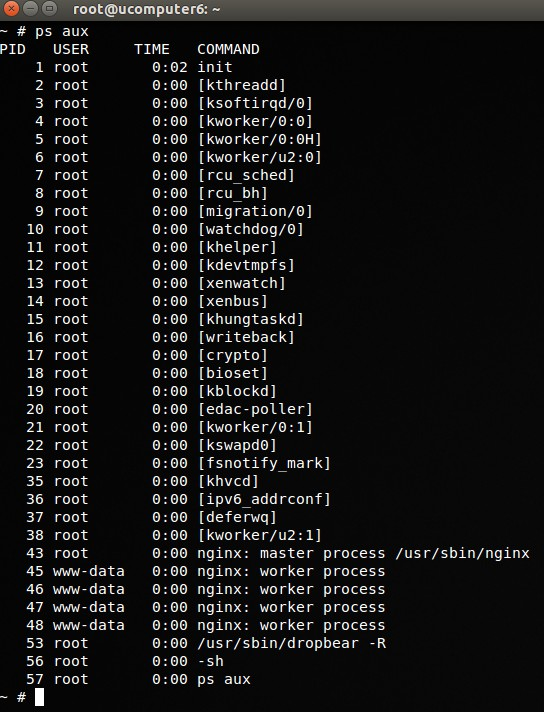 root@ucomputer6: ~
~ # ps aux
PID   USER     TIME   COMMAND
    1 root       0:02 init
    2 root       0:00 [kthreadd]
    3 root       0:00 [ksoftirqd/0]
    4 root       0:00 [kworker/0:0]
    5 root       0:00 [kworker/0:0H]
    6 root       0:00 [kworker/u2:0]
    7 root       0:00 [rcu_sched]
    8 root       0:00 [rcu_bh]
    9 root       0:00 [migration/0]
   10 root       0:00 [watchdog/0]
   11 root       0:00 [khelper]
   12 root       0:00 [kdevtmpfs]
   13 root       0:00 [xenwatch]
   14 root       0:00 [xenbus]
   15 root       0:00 [khungtaskd]
   16 root       0:00 [writeback]
   17 root       0:00 [crypto]
   18 root       0:00 [bioset]
   19 root       0:00 [kblockd]
   20 root       0:00 [edac-poller]
   21 root       0:00 [kworker/0:1]
   22 root       0:00 [kswapd0]
   23 root       0:00 [fsnotify_mark]
   35 root       0:00 [khvcd]
   36 root       0:00 [ipv6_addrconf]
   37 root       0:00 [deferwq]
   38 root       0:00 [kworker/u2:1]
   43 root       0:00 nginx: master process /usr/sbin/nginx
   45 www-data   0:00 nginx: worker process
   46 www-data   0:00 nginx: worker process
   47 www-data   0:00 nginx: worker process
   48 www-data   0:00 nginx: worker process
   53 root       0:00 /usr/sbin/dropbear -R
   56 root       0:00 -sh
   57 root       0:00 ps aux
~ #